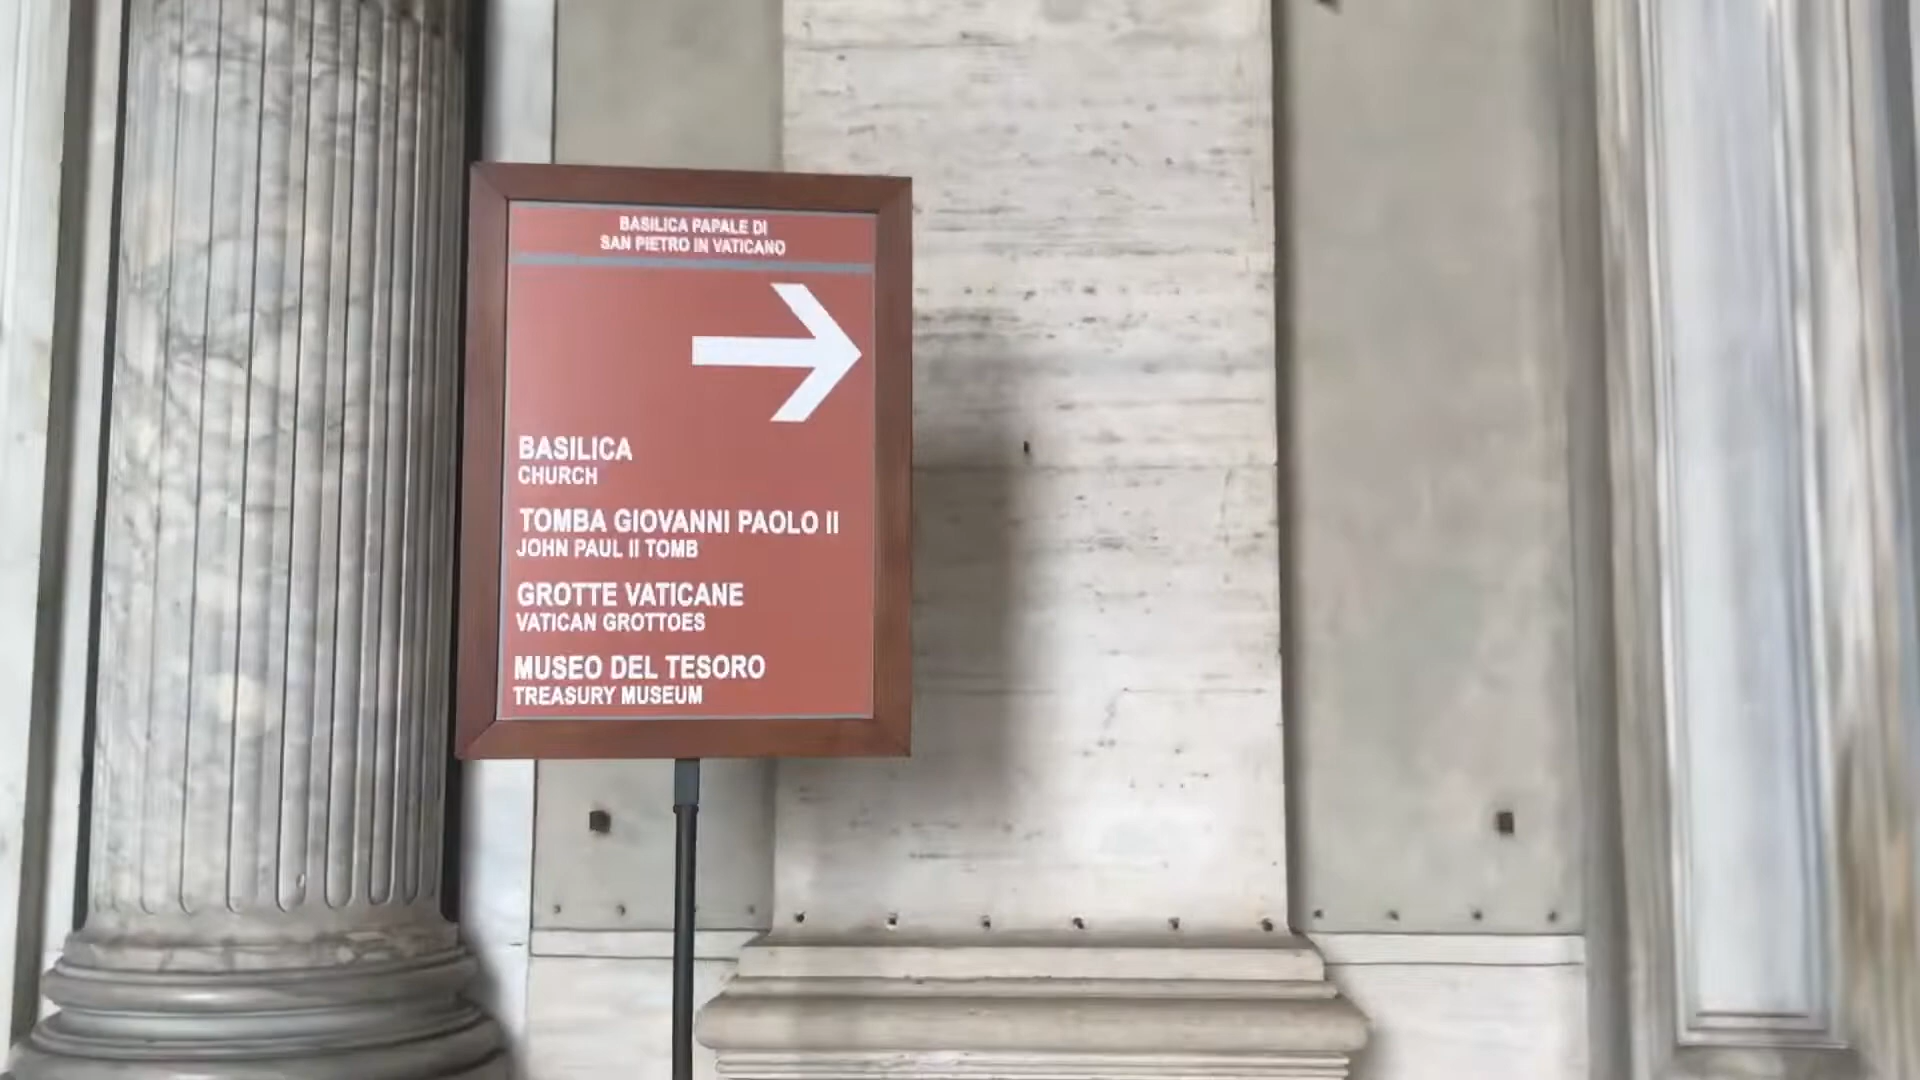 BASILICA PAPALE DI
SAN PIETRO IN VATICANO
BASILICA
CHURCH
TOMBA GIOVANNI PAOLO II
JOHN PAUL II TOMB
GROTTE VATICANE
VATICAN GROTTOES
MUSEO DEL TESORO
TREASURY MUSEUM